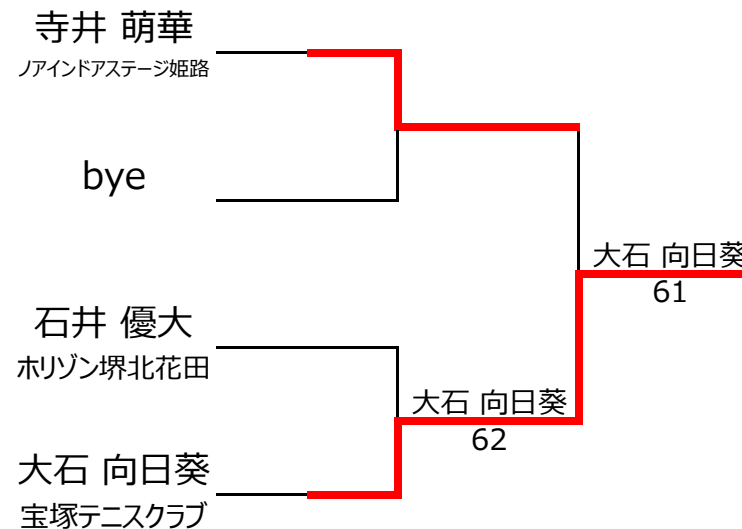 寺井 萌華
ノアインドアステージ姫路
bye
石井 優大
ホリゾン堺北花田
大石 向日葵
宝塚テニスクラブ
大石 向日葵
62
大石 向日葵
61